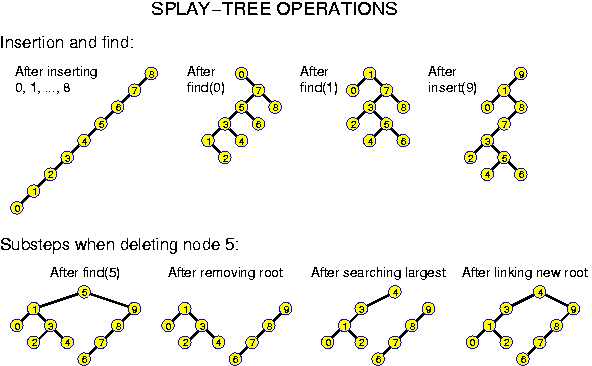 SPLAY-TREE OPERATIONS
Insertion and find:
After inserting
0, 1, ..., 8
After
find(0)
After
find(1)
After
insert(9)
8
7
6
5
4
3
2
1
0
0
7
5 8
3 6
1 4
2
1
0 7
3 8
2 5
4 6
9
1
0 8
7
3
2 5
4 6
Substeps when deleting node 5:
After find(5)
After removing root
After searching largest
After linking new root
5
1 9
0 3 8
2 4 7
6
1 9
0 3 8
2 4 7
6
4
3 9
1 8
0 2 7
6
4
3 9
1 8
0 2 7
6